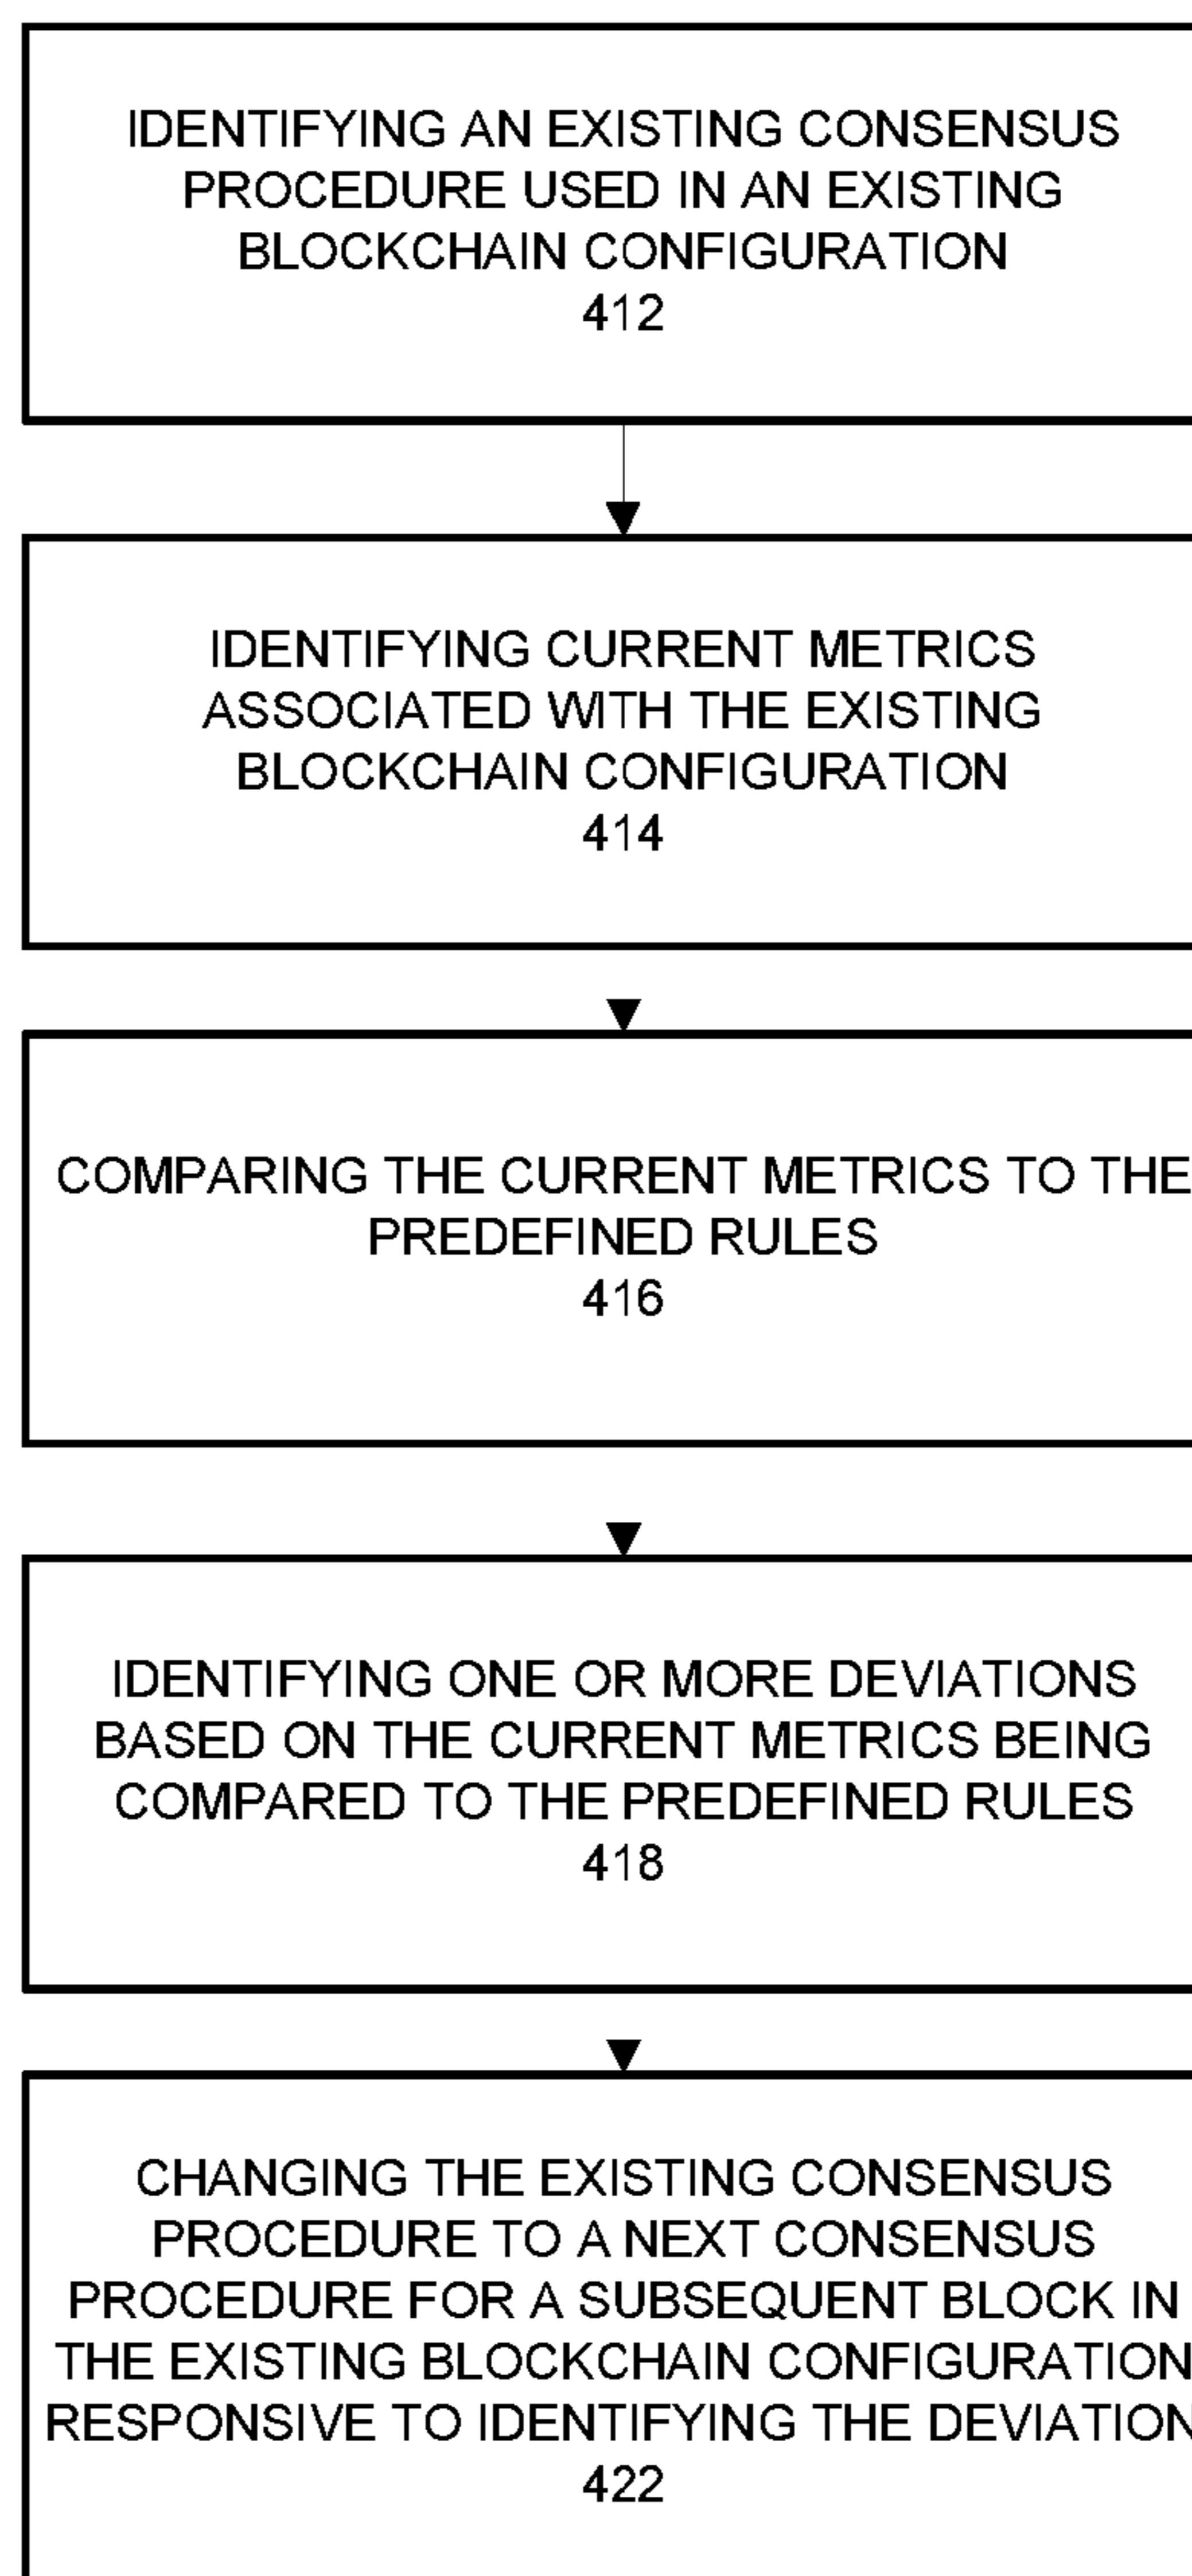 IDENTIFYING AN EXISTING CONSENSUS
PROCEDURE USED IN AN EXISTING
BLOCKCHAIN CONFIGURATION
412
IDENTIFYING CURRENT METRICS
ASSOCIATED WITH THE EXISTING
BLOCKCHAIN CONFIGURATION
414
COMPARING THE CURRENT METRICS TO THE
PREDEFINED RULES
416
IDENTIFYING ONE OR MORE DEVIATIONS
BASED ON THE CURRENT METRICS BEING
COMPARED TO THE PREDEFINED RULES
418
CHANGING THE EXISTING CONSENSUS
PROCEDURE TO A NEXT CONSENSUS
PROCEDURE FOR A SUBSEQUENT BLOCK IN
THE EXISTING BLOCKCHAIN CONFIGURATION
RESPONSIVE TO IDENTIFYING THE DEVIATION
422